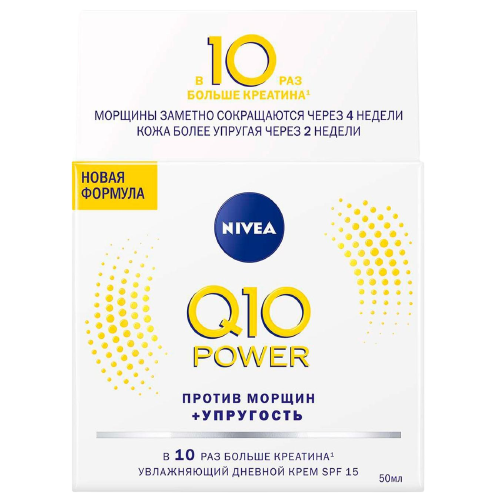 В 10 РАЗ
БОЛЬШЕ КРЕАТИНА¹
МОРЩИНЫ ЗАМЕТНО СОКРАЩАЮТСЯ ЧЕРЕЗ 4 НЕДЕЛИ
КОЖА БОЛЕЕ УПРУГАЯ ЧЕРЕЗ 2 НЕДЕЛИ
НОВАЯ
ФОРМУЛА
NIVEA
Q10
POWER
ПРОТИВ МОРЩИН
+УПРУГОСТЬ
В 10 РАЗ БОЛЬШЕ КРЕАТИНА¹
УВЛАЖНЯЮЩИЙ ДНЕВНОЙ КРЕМ SPF 15
50мл